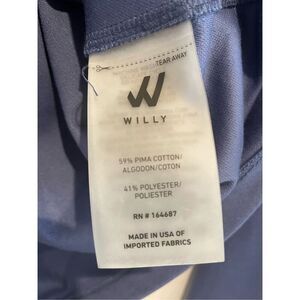 TEAR AWAY
WILLY
59% PIMA COTTON/
ALGODON/COTON
41% POLYESTER/
POLIESTER
RN # 164687
MADE IN USA OF
IMPORTED FABRICS